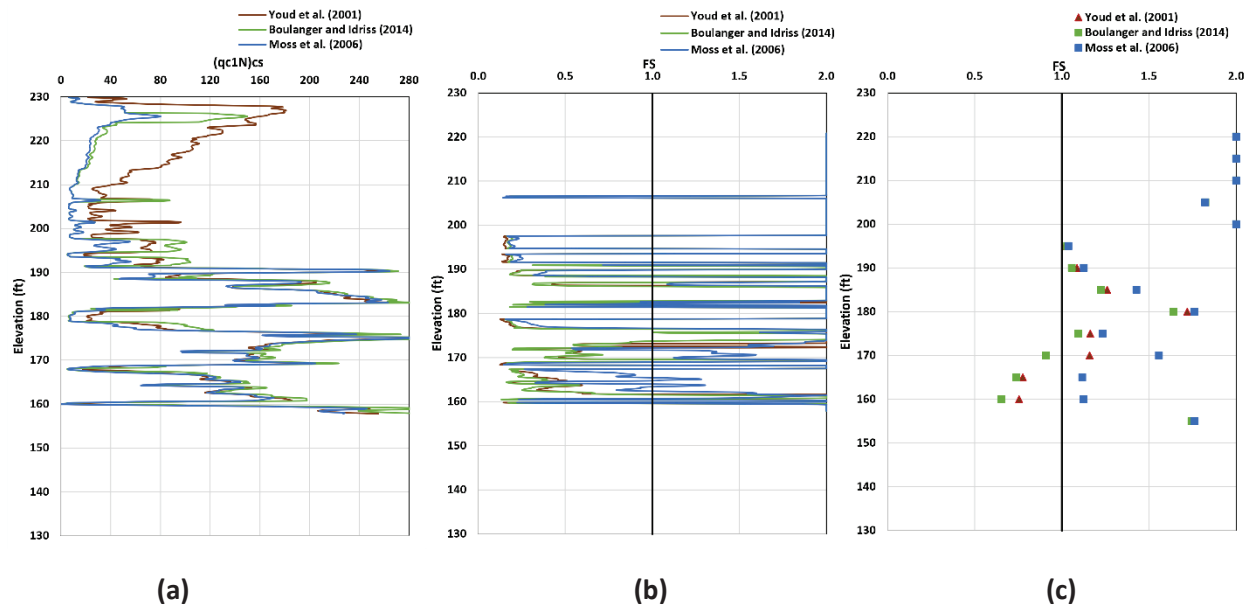 Youd et al. (2001)
Boulanger and Idriss (2014)
Moss et al. (2006)
(qc1N)cs
0 40 80 120 160 200 240 280
230
220
210
200
190
180
170
160
150
140
130
Elevation (ft)
(a)
Youd et al. (2001)
Boulanger and Idriss (2014)
Moss et al. (2006)
FS
0.0 0.5 1.0 1.5 2.0
230
220
210
200
190
180
170
160
150
140
130
Elevation (ft)
(b)
Youd et al. (2001)
Boulanger and Idriss (2014)
Moss et al. (2006)
FS
0.0 0.5 1.0 1.5 2.0
230
220
210
200
190
180
170
160
150
140
130
Elevation (ft)
(c)